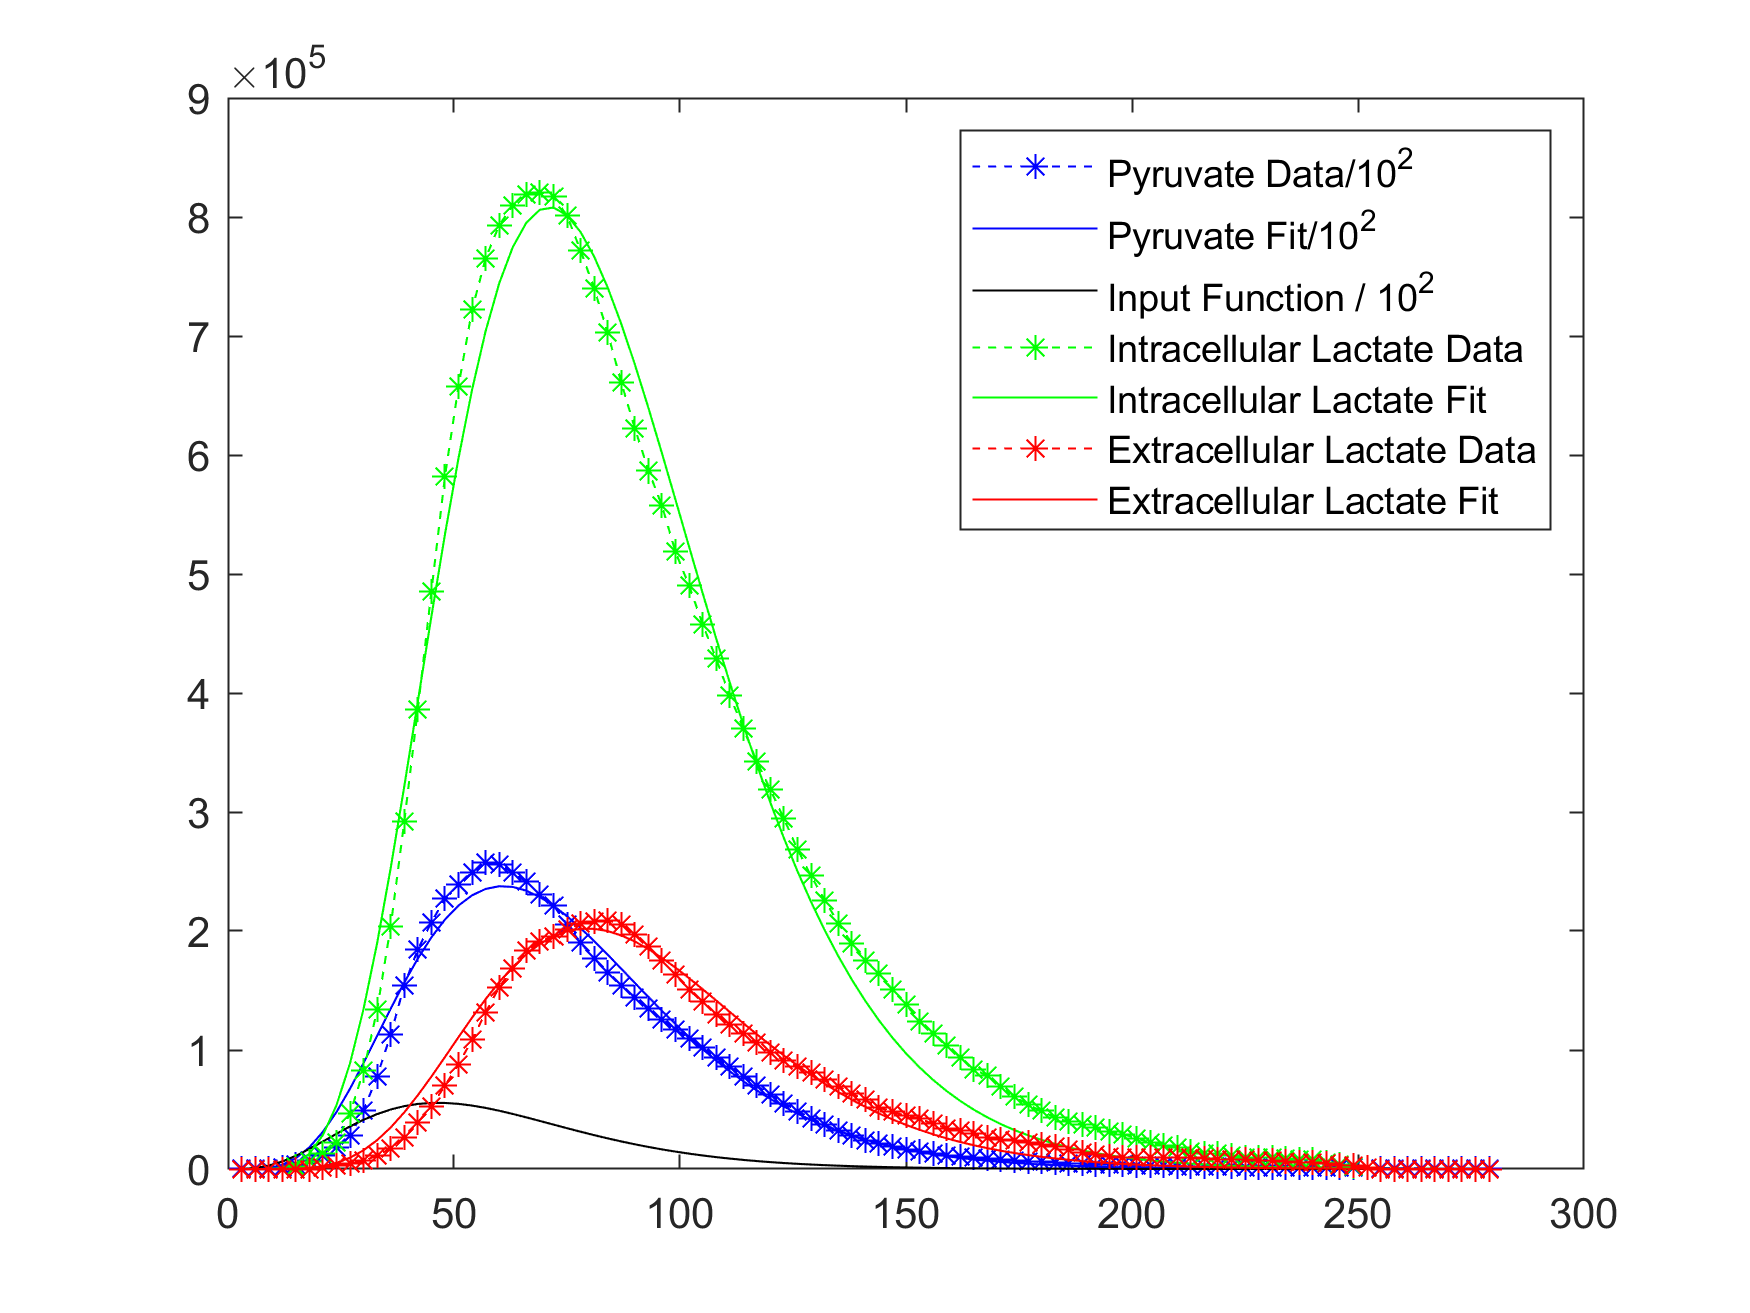 ×10^5
9
8
7
6
5
4
3
2
1
0
0 50 100 150 200 250 300
Pyruvate Data/10^2
Pyruvate Fit/10^2
Input Function / 10^2
Intracellular Lactate Data
Intracellular Lactate Fit
Extracellular Lactate Data
Extracellular Lactate Fit